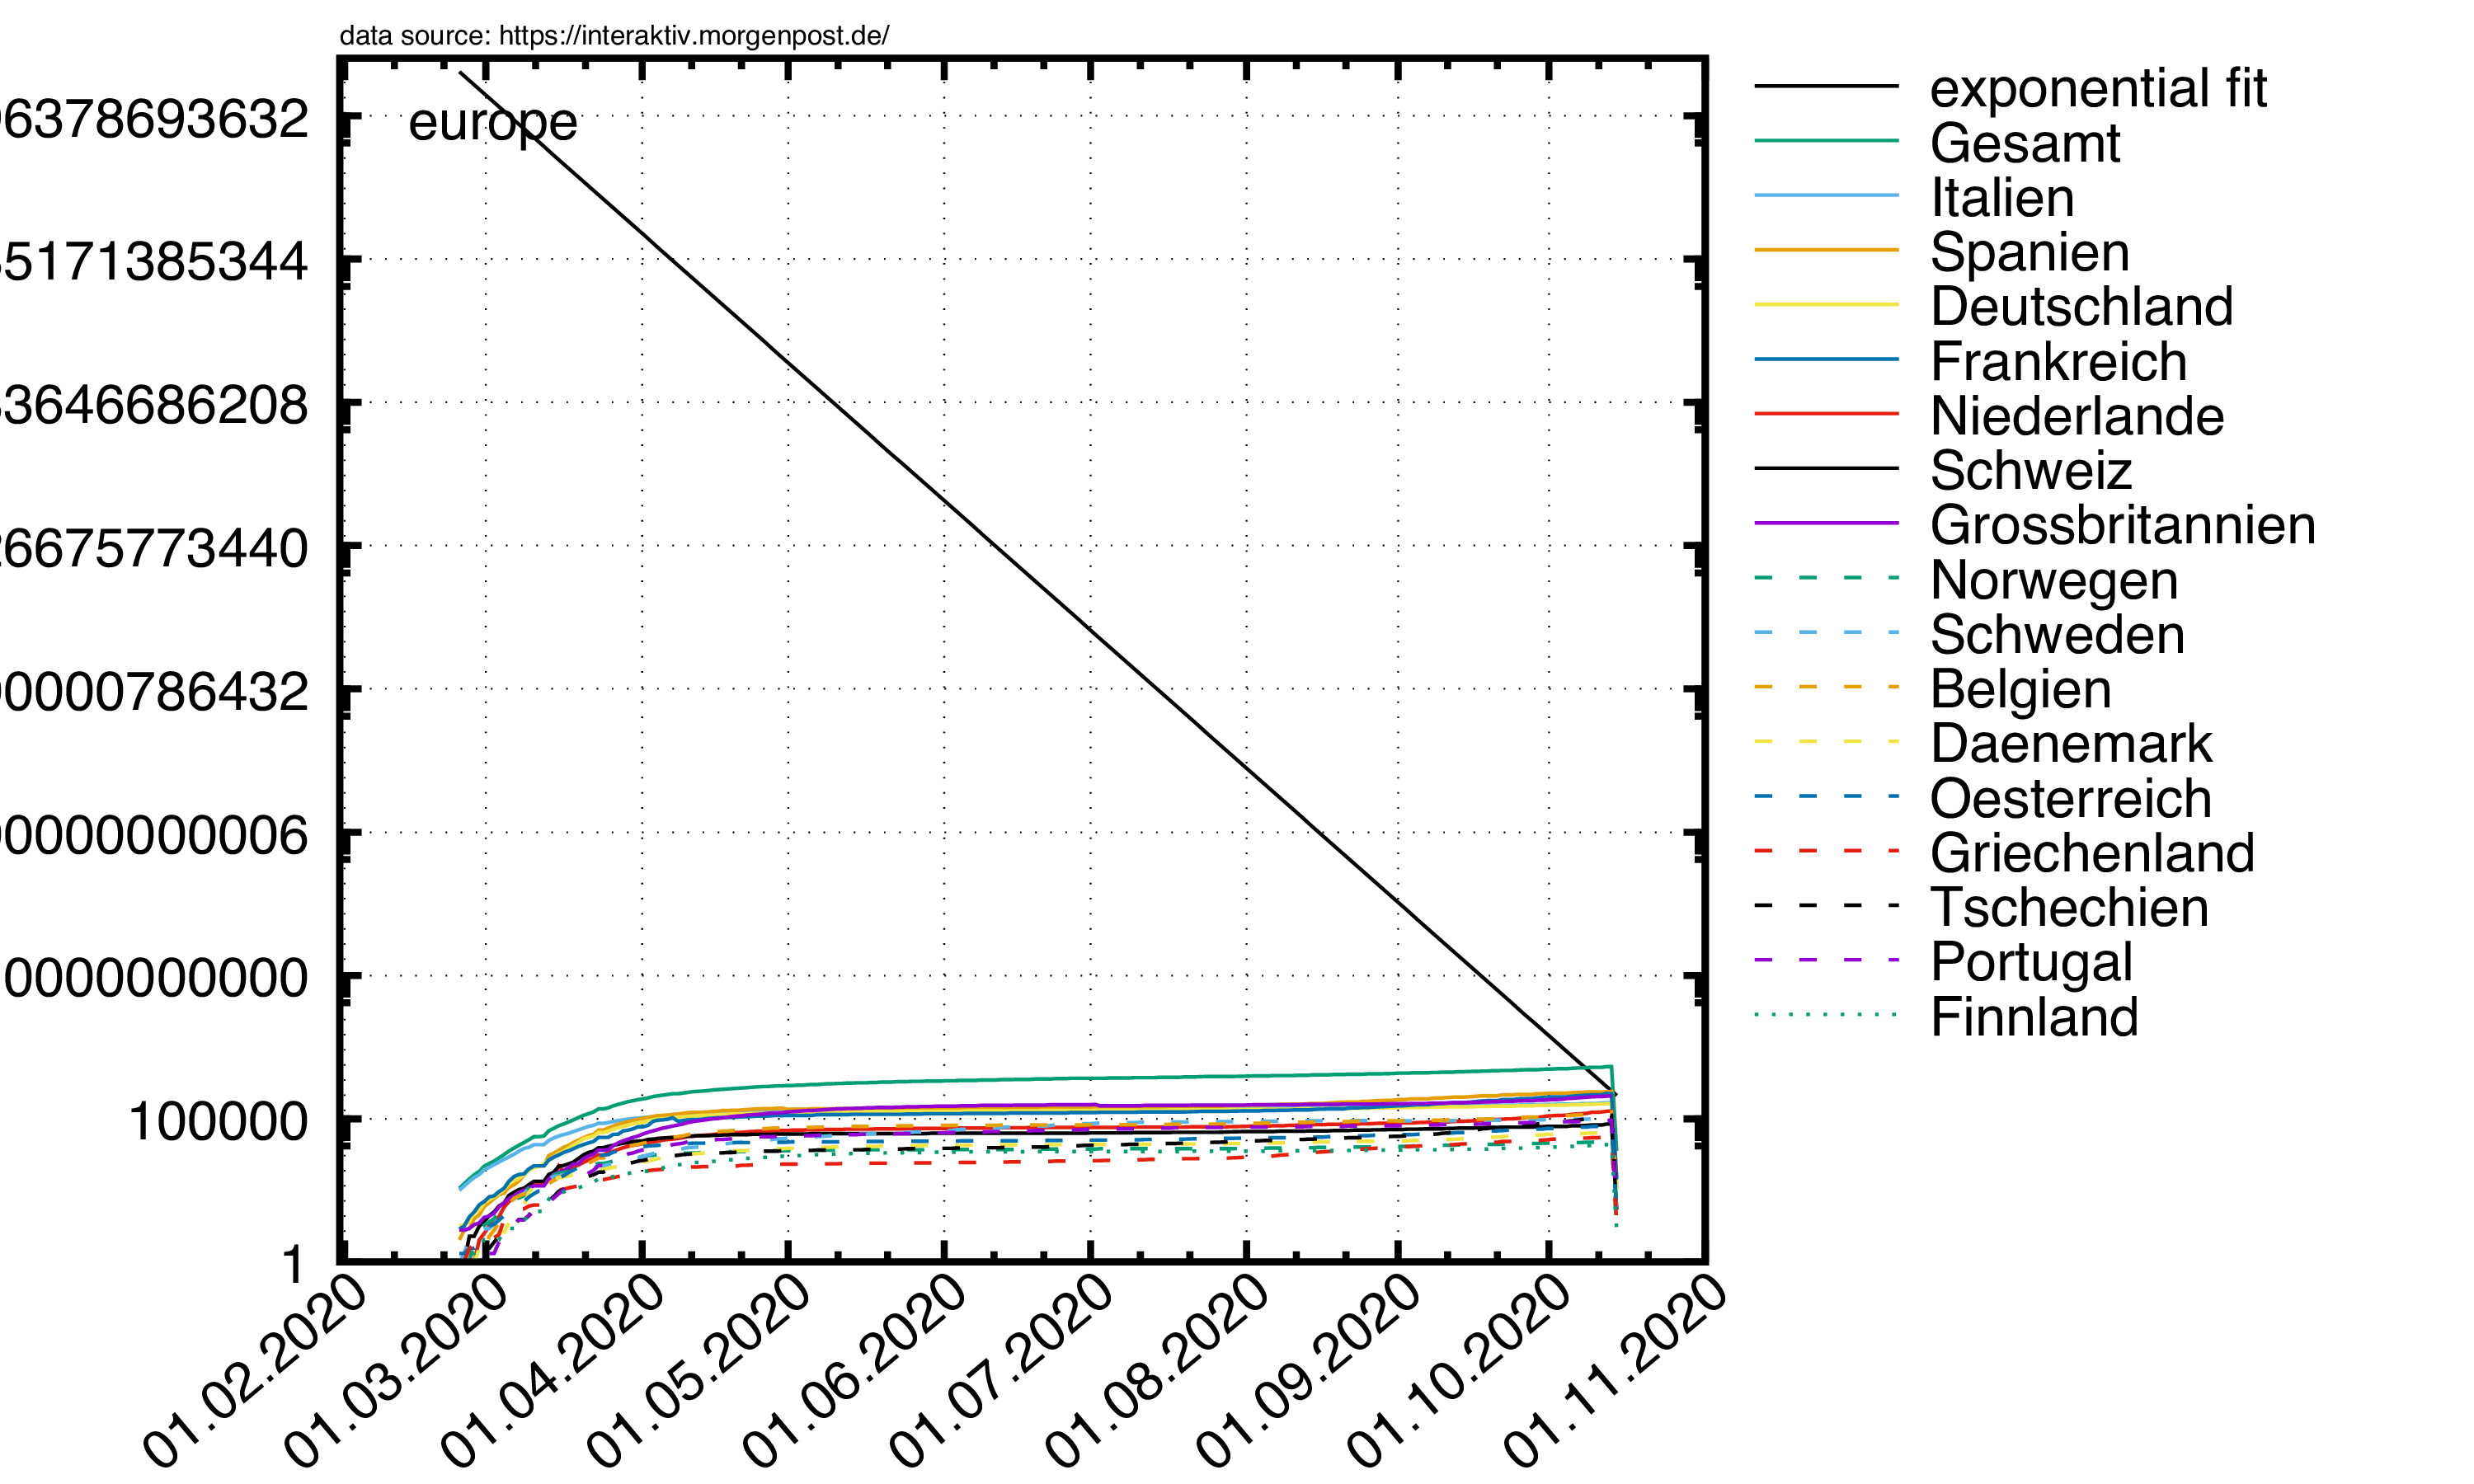 data source: https://interaktiv.morgenpost.de/
europe
6378693632
5171385344
3646686208
6675773440
0000786432
00000000006
0000000000
100000
1
01.02.2020
01.03.2020
01.04.2020
01.05.2020
01.06.2020
01.07.2020
01.08.2020
01.09.2020
01.10.2020
01.11.2020
exponential fit
Gesamt
Italien
Spanien
Deutschland
Frankreich
Niederlande
Schweiz
Grossbritannien
Norwegen
Schweden
Belgien
Daenemark
Oesterreich
Griechenland
Tschechien
Portugal
Finnland